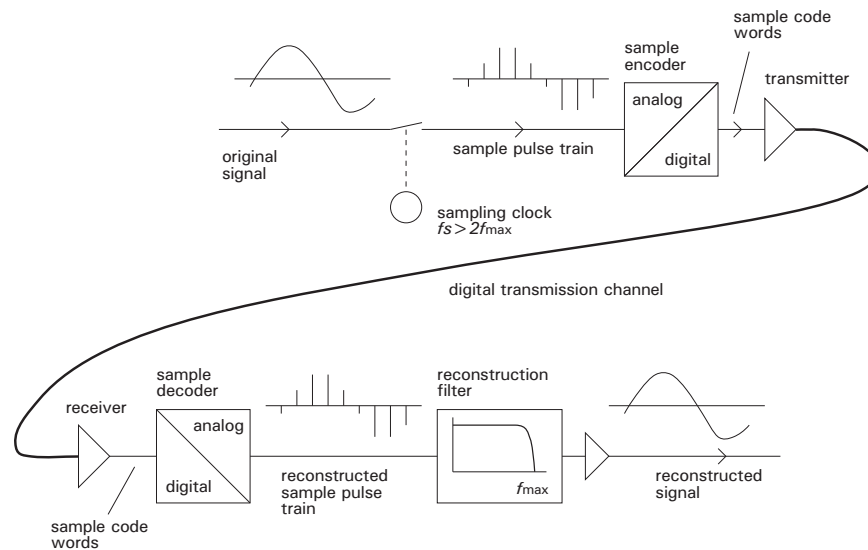 sample code
words
sample
encoder
transmitter
analog
digital
original
signal
sample pulse train
sampling clock
fs > 2fmax
digital transmission channel
sample
decoder
reconstruction
filter
receiver
analog
digital
reconstructed
sample pulse
train
fmax
reconstructed
signal
sample code
words